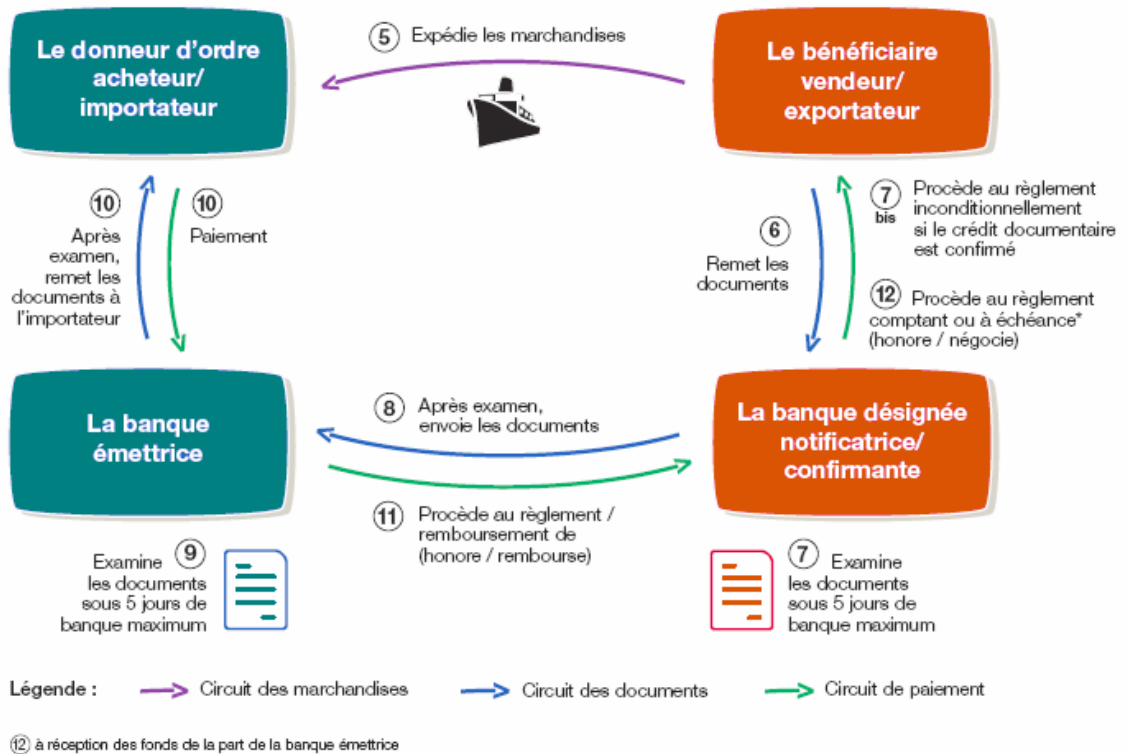 Le donneur d'ordre
acheteur/
importateur
⑤ Expédie les marchandises
Le bénéficiaire
vendeur/
exportateur
⑩
Après
examen,
remet les
documents à
l'importateur
⑩
Paiement
⑥
Remet les
documents
⑦ bis
Procède au règlement
inconditionnellement
si le crédit documentaire
est confirmé
⑫ Procède au règlement
comptant ou à échéance*
(honore / négocie)
La banque
émettrice
⑧ Après examen,
envoie les documents
La banque désignée
notificatrice/
confirmante
⑪ Procède au règlement /
remboursement de
(honore / rembourse)
Examine ⑨
les documents
sous 5 jours de
banque maximum
⑦ Examine
les documents
sous 5 jours de
banque maximum
Légende : Circuit des marchandises Circuit des documents Circuit de paiement
⑫ à réception des fonds de la part de la banque émettrice